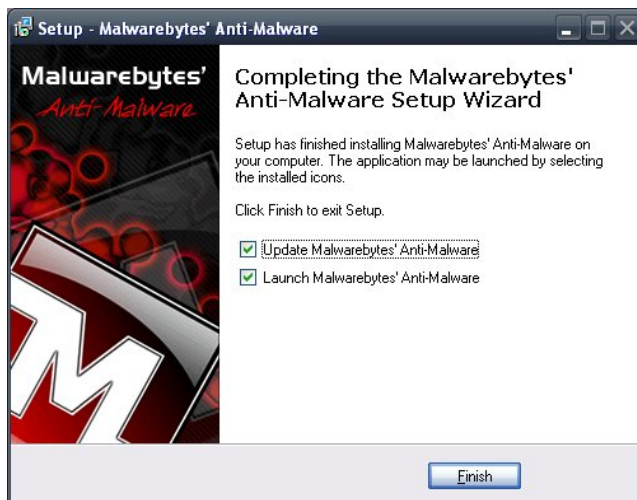 Setup - Malwarebytes' Anti-Malware
Malwarebytes'
Anti-Malware
Completing the Malwarebytes'
Anti-Malware Setup Wizard
Setup has finished installing Malwarebytes' Anti-Malware on
your computer. The application may be launched by selecting
the installed icons.
Click Finish to exit Setup.
Update Malwarebytes' Anti-Malware
Launch Malwarebytes' Anti-Malware
Finish